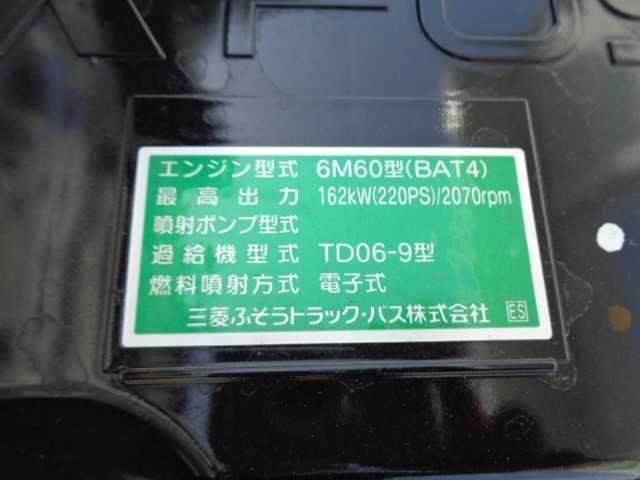 エンジン型式 6M60型(BAT4)
最高出力 162kW(220PS)/2070rpm
噴射ポンプ型式
過給機型式 TD06-9型
燃料噴射方式 電子式
三菱ふそうトラック・バス株式会社 ES